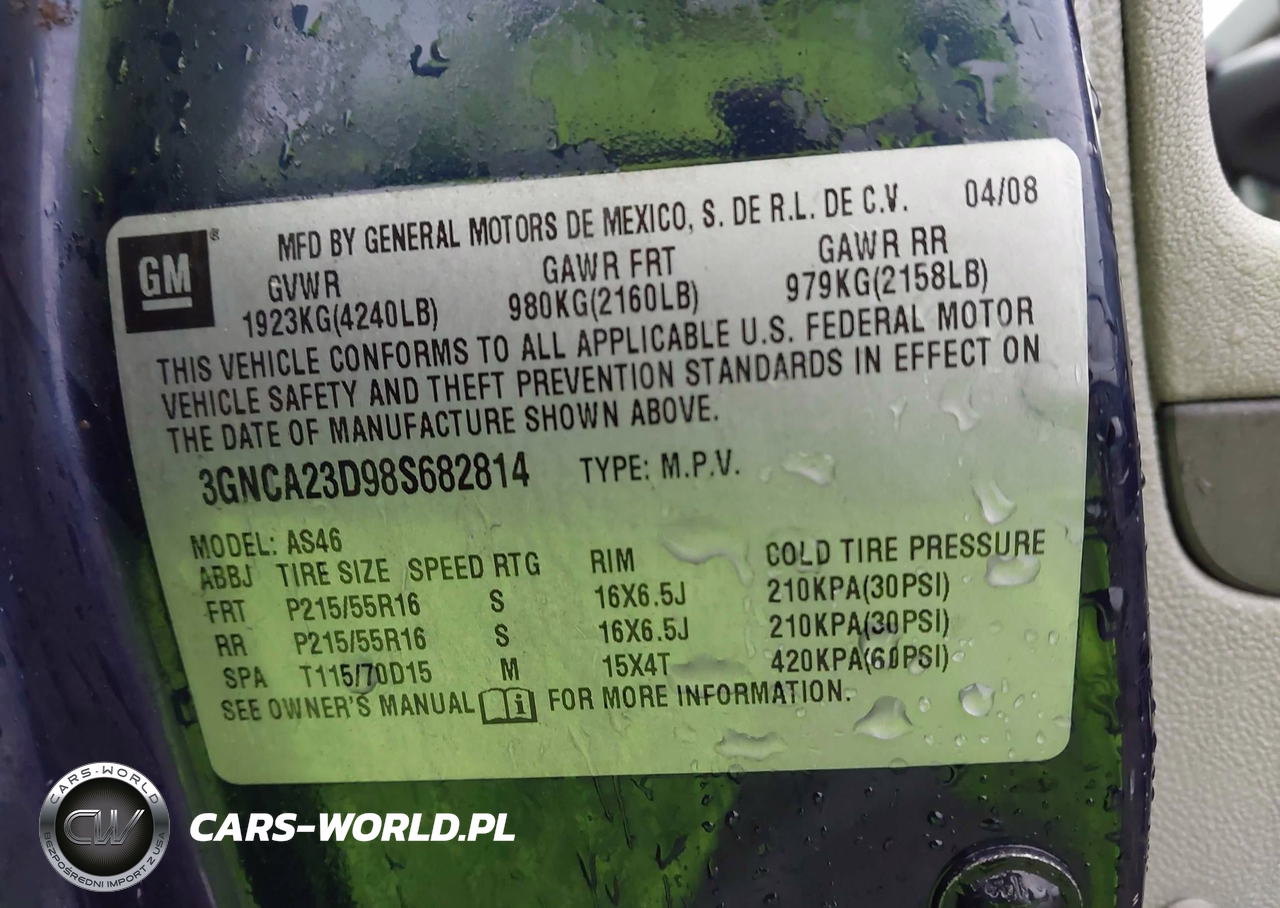 GM ®
MFD BY GENERAL MOTORS DE MEXICO, S. DE R.L. DE C.V. 04/08
GVWR GAWR FRT GAWR RR
1923KG(4240LB) 980KG(2160LB) 979KG(2158LB)
THIS VEHICLE CONFORMS TO ALL APPLICABLE U.S. FEDERAL MOTOR
VEHICLE SAFETY AND THEFT PREVENTION STANDARDS IN EFFECT ON
THE DATE OF MANUFACTURE SHOWN ABOVE.
3GNCA23D98S682814 TYPE: M.P.V.
MODEL: AS46
ABBJ TIRE SIZE SPEED RTG RIM COLD TIRE PRESSURE
FRT P215/55R16 S 16X6.5J 210KPA(30PSI)
RR P215/55R16 S 16X6.5J 210KPA(30PSI)
SPA T115/70D15 M 15X4T 420KPA(60PSI)
SEE OWNER'S MANUAL i FOR MORE INFORMATION.
CARS-WORLD
CW
BEZPOŚREDNI IMPORT Z USA
CARS-WORLD.PL